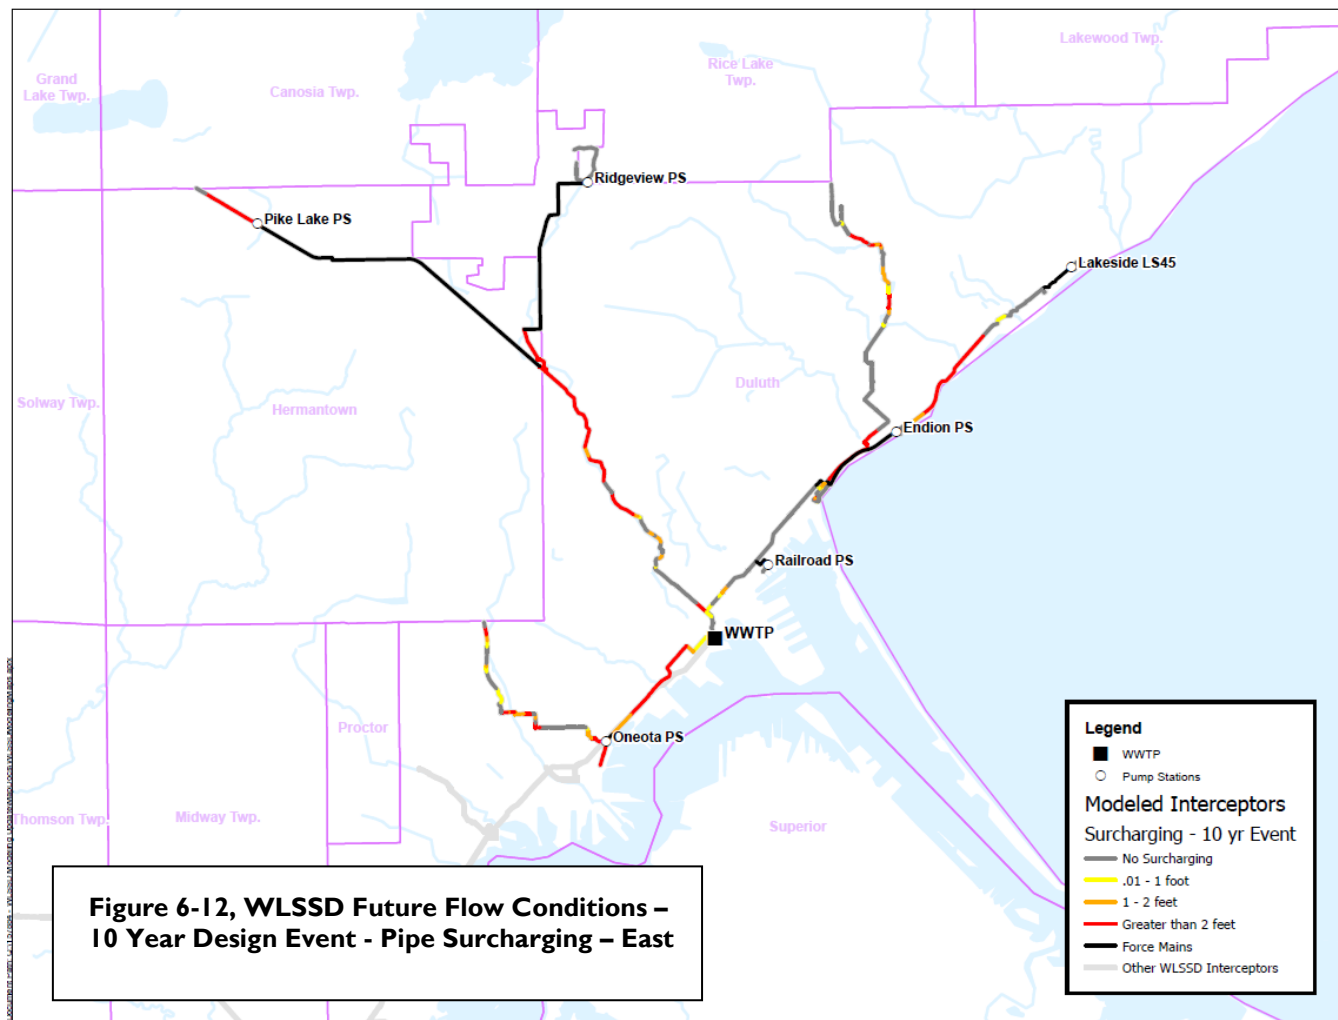 Lakewood Twp.
Rice Lake
Twp.
Grand
Lake Twp.
Canosia Twp.
Ridgeview PS
Pike Lake PS
Lakeside LS45
Duluth
Solway Twp.
Hermantown
Endion PS
Railroad PS
WWTP
Proctor
Oneota PS
Thomson Twp.
Midway Twp.
Superior
Figure 6-12, WLSSD Future Flow Conditions –
10 Year Design Event - Pipe Surcharging – East
Legend
WWTP
Pump Stations
Modeled Interceptors
Surcharging - 10 yr Event
No Surcharging
.01 - 1 foot
1 - 2 feet
Greater than 2 feet
Force Mains
Other WLSSD Interceptors